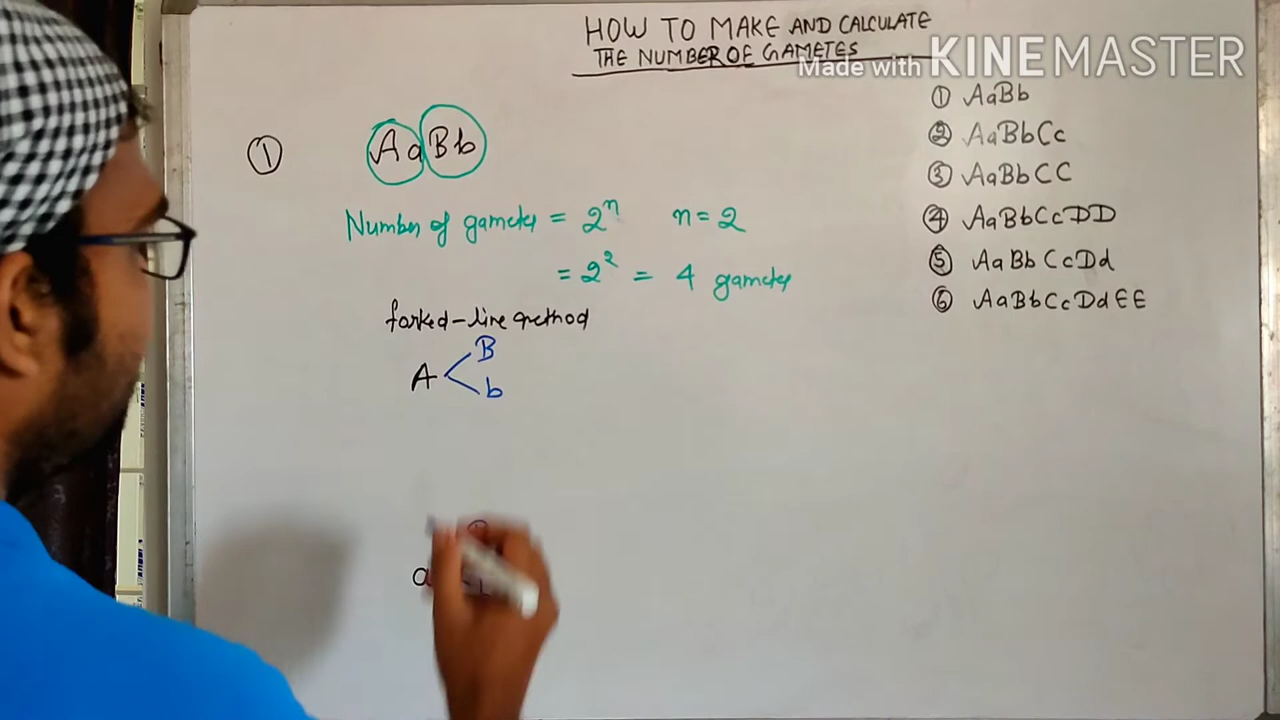 HOW TO MAKE AND CALCULATE
THE NUMBER OF GAMETES
Made with KINEMASTER
① AaBb
② AaBbCc
③ AaBbCC
④ AaBbCcDD
⑤ AaBbCcDd
⑥ AaBbCcDdEE
① AaBb
Number of gametes = 2ⁿ n = 2
= 2² = 4 gametes
forked-line method
B
A
b
a